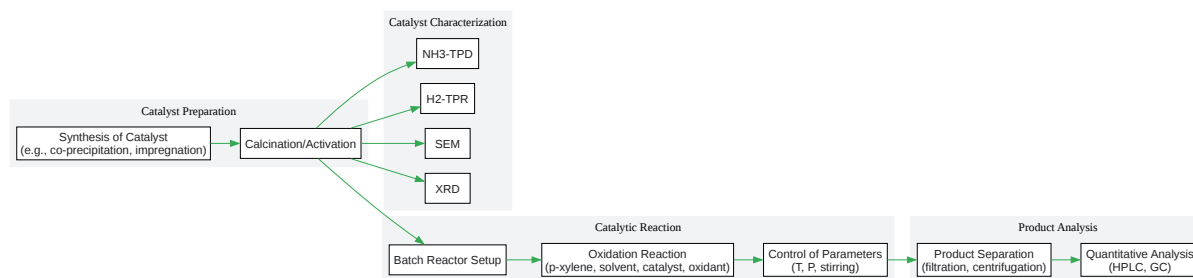 Catalyst Preparation
Synthesis of Catalyst
(e.g., co-precipitation, impregnation)
Calcination/Activation
Catalyst Characterization
NH3-TPD
H2-TPR
SEM
XRD
Catalytic Reaction
Batch Reactor Setup
Oxidation Reaction
(p-xylene, solvent, catalyst, oxidant)
Control of Parameters
(T, P, stirring)
Product Analysis
Product Separation
(filtration, centrifugation)
Quantitative Analysis
(HPLC, GC)